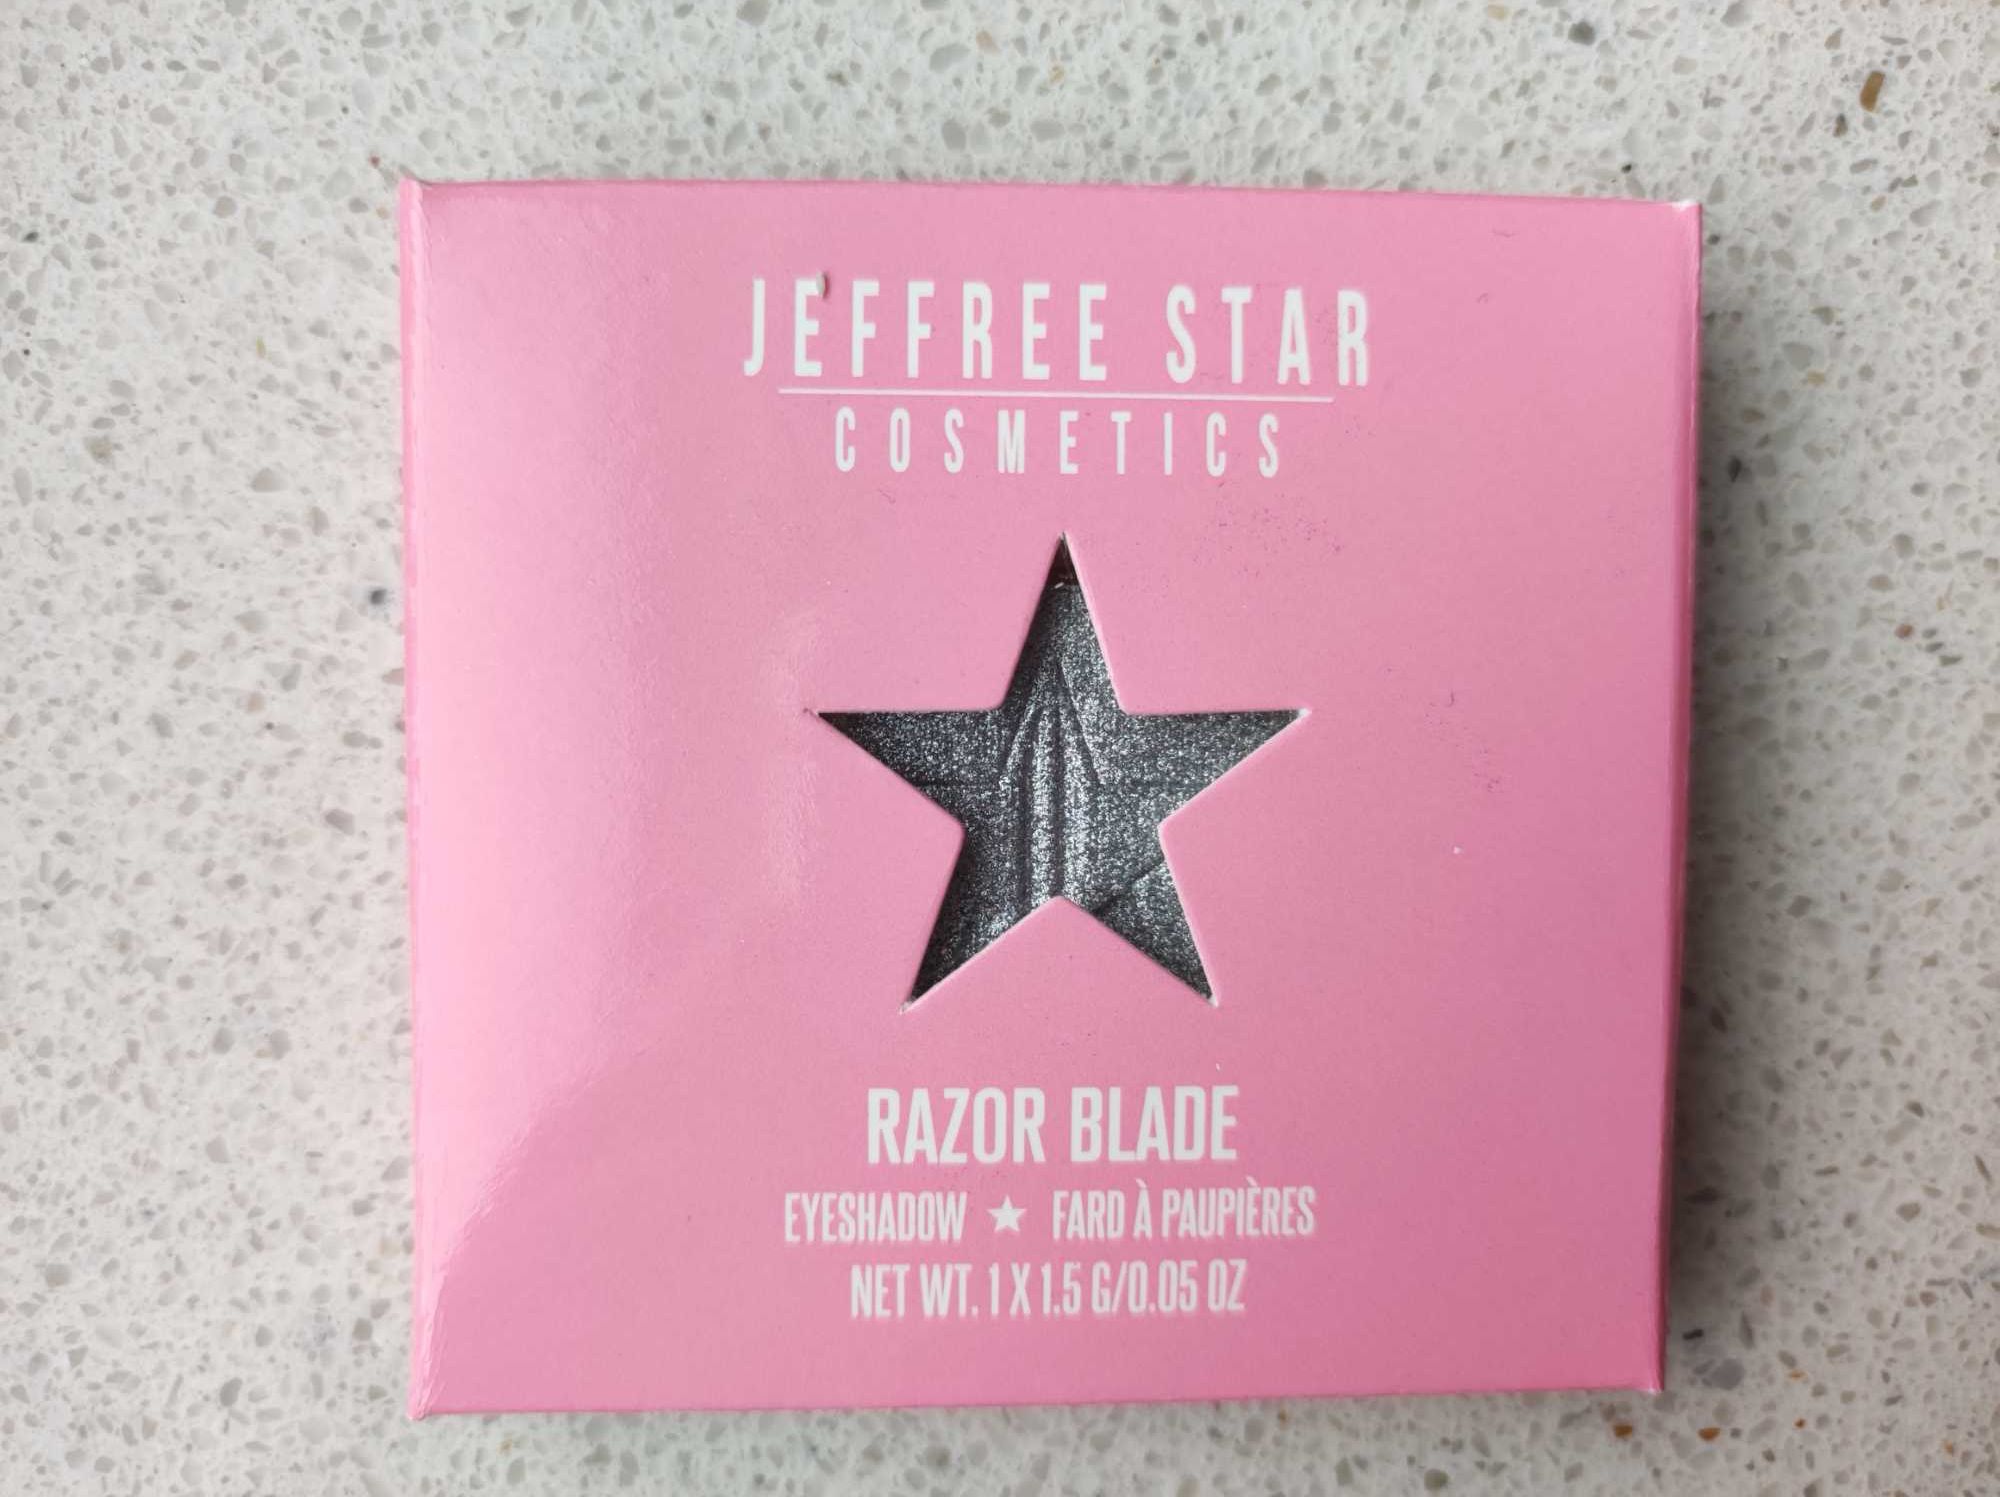 JEFFREE STAR
COSMETICS
RAZOR BLADE
EYESHADOW ★ FARD À PAUPIÈRES
NET WT. 1 X 1.5 G/0.05 OZ